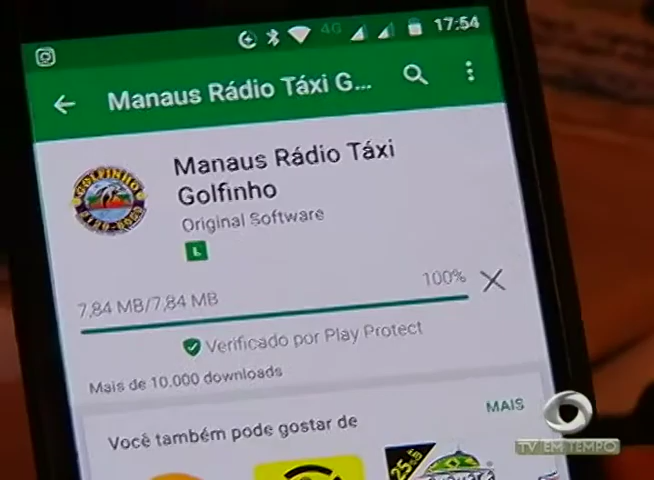 4G 17:54
Manaus Rádio Táxi G...
Manaus Rádio Táxi
Golfinho
Original Software
L
GOLFINHO
7,84 MB/7,84 MB
100%
Verificado por Play Protect
Mais de 10.000 downloads
Você também pode gostar de
MAIS
TV EM TEMPO